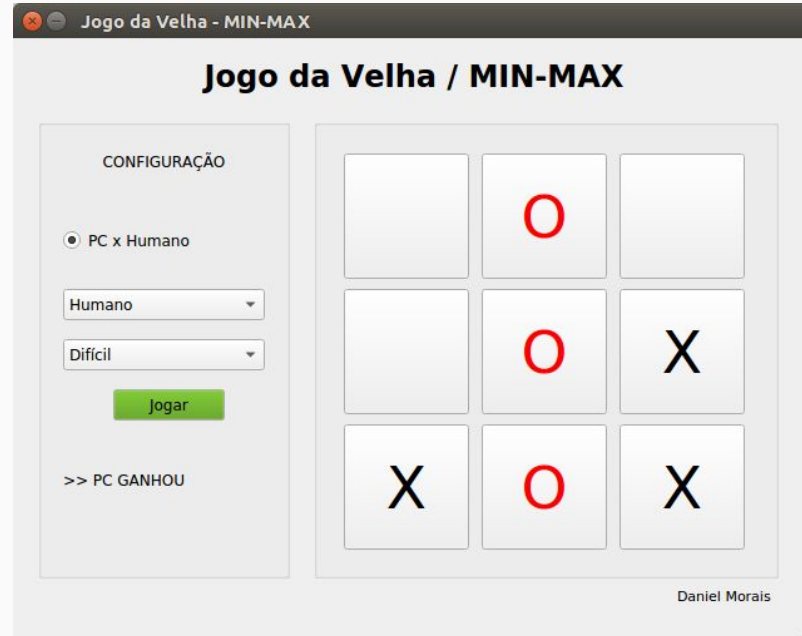 Jogo da Velha - MIN-MAX
Jogo da Velha / MIN-MAX
CONFIGURAÇÃO
PC x Humano
Humano
Difícil
Jogar
>> PC GANHOU
O
O X
X O X
Daniel Morais